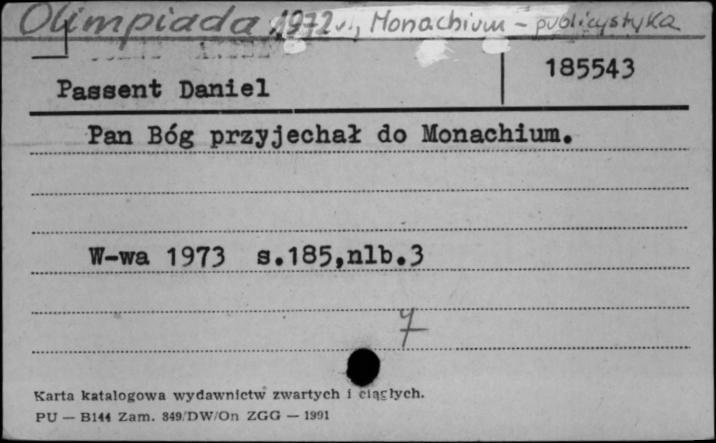 Olimpiada, 1972 r., Monachium - publicystyka
185543
Passent Daniel
Pan Bóg przyjechał do Monachium.
W-wa 1973 s.185,nlb.3
7
Karta katalogowa wydawnictw zwartych i ciągłych.
PU — B144 Zam. 849/DW/On ZGG — 1991